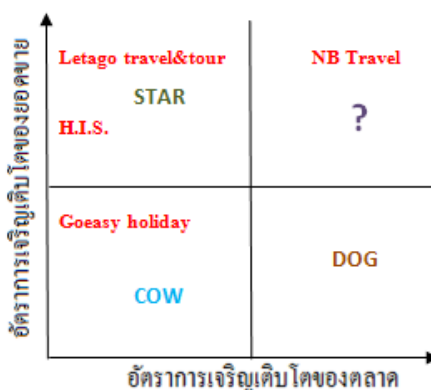 Letago travel&tour
STAR
H.I.S.
NB Travel
?
Goeasy holiday
COW
DOG
อัตราการเจริญเติบโตของยอดขาย
อัตราการเจริญเติบโตของตลาด